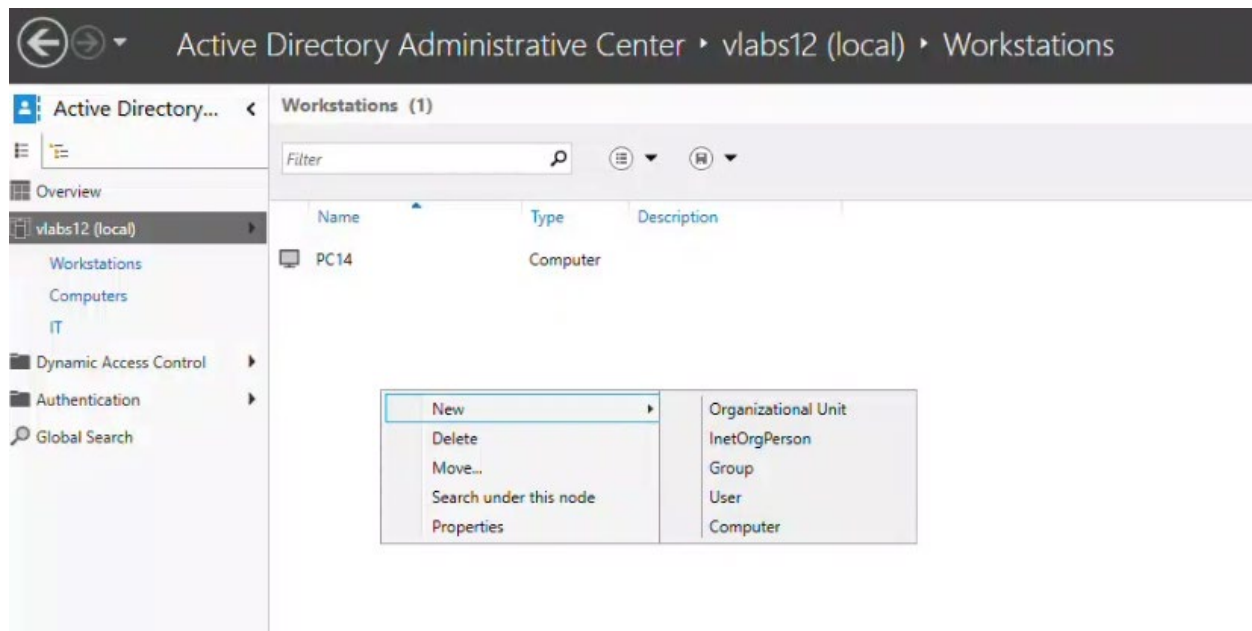 Active Directory Administrative Center ‣ vlabs12 (local) ‣ Workstations
Active Directory...
Workstations (1)
Filter
Overview
vlabs12 (local)
Workstations
Computers
IT
Dynamic Access Control
Authentication
Global Search
Name Type Description
PC14 Computer
New
Delete
Move...
Search under this node
Properties
Organizational Unit
InetOrgPerson
Group
User
Computer